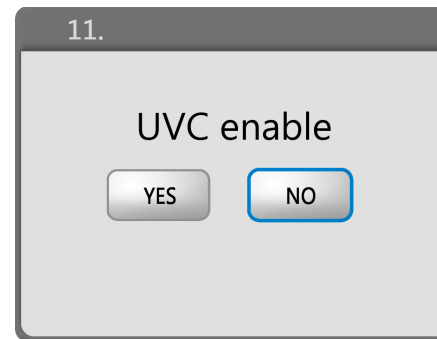 11.
UVC enable
YES NO